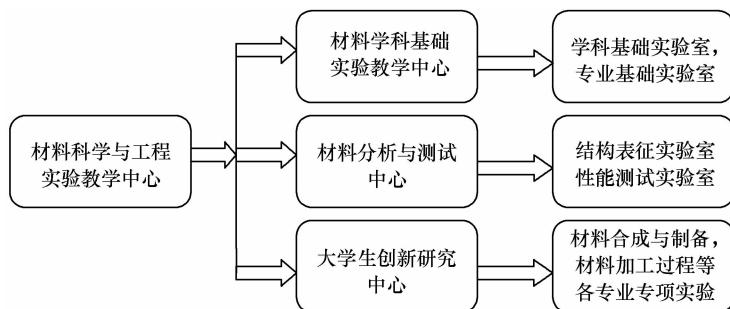 材料科学与工程
实验教学中心
材料学科基础
实验教学中心
学科基础实验室，
专业基础实验室
材料分析与测试
中心
结构表征实验室
性能测试实验室
大学生创新研究
中心
材料合成与制备，
材料加工过程等
各专业专项实验